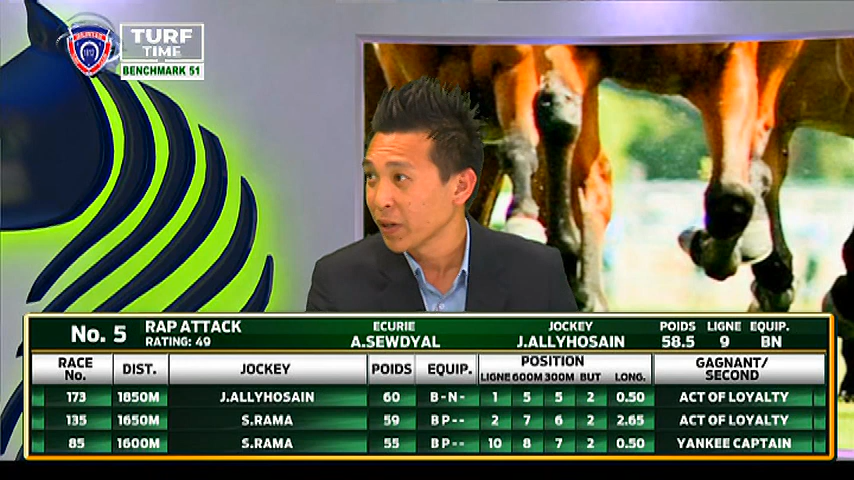 1812
TURF
TIME
BENCHMARK 51
No. 5 RAP ATTACK ECURIE JOCKEY POIDS LIGNE EQUIP.
RATING: 49 A.SEWDYAL J.ALLYHOSAIN 58.5 9 BN
RACE No. DIST. JOCKEY POIDS EQUIP. POSITION GAGNANT/ SECOND
LIGNE 600M 300M BUT LONG.
173 1850M J.ALLYHOSAIN 60 B-N- 1 5 5 2 0.50 ACT OF LOYALTY
135 1650M S.RAMA 59 BP-- 2 7 6 2 2.65 ACT OF LOYALTY
85 1600M S.RAMA 55 BP-- 10 8 7 2 0.50 YANKEE CAPTAIN